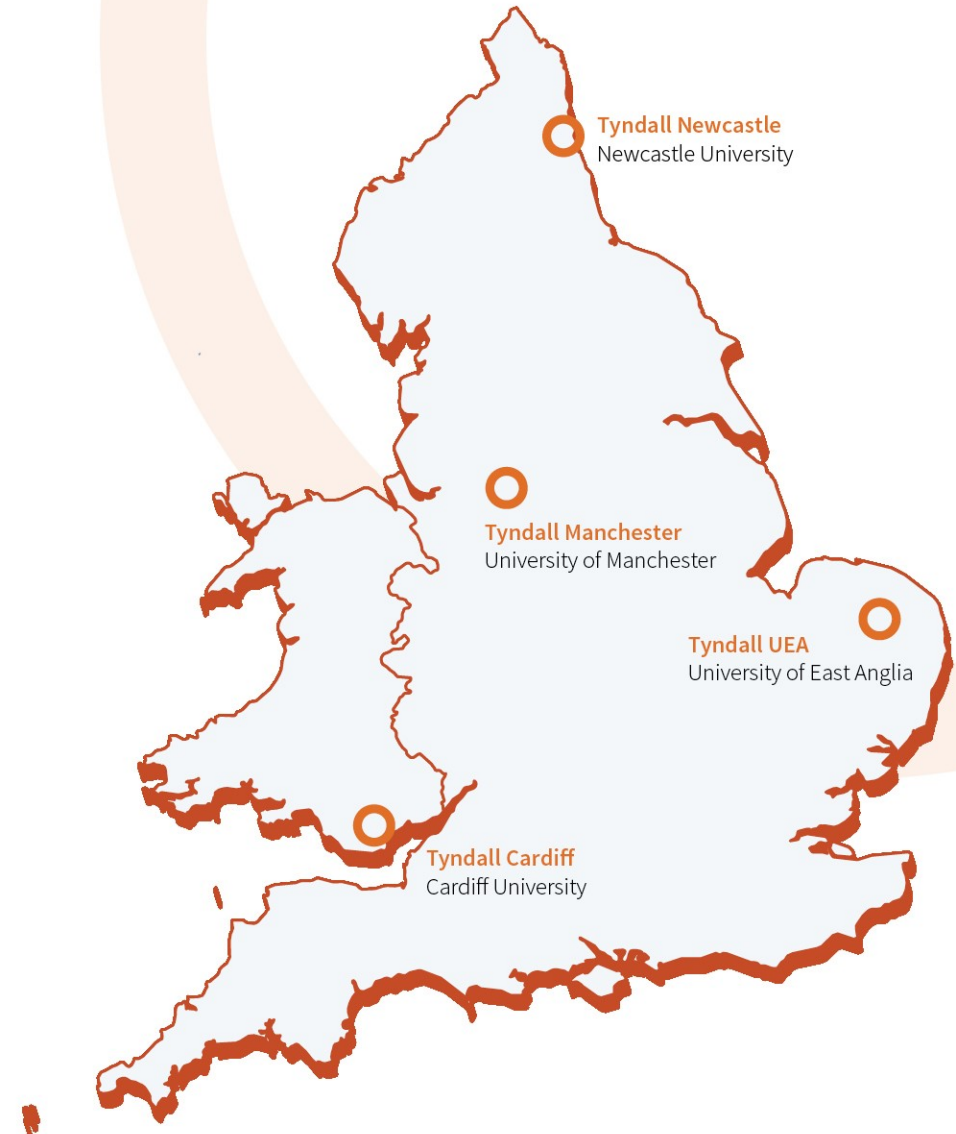 Tyndall Newcastle
Newcastle University
Tyndall Manchester
University of Manchester
Tyndall UEA
University of East Anglia
Tyndall Cardiff
Cardiff University